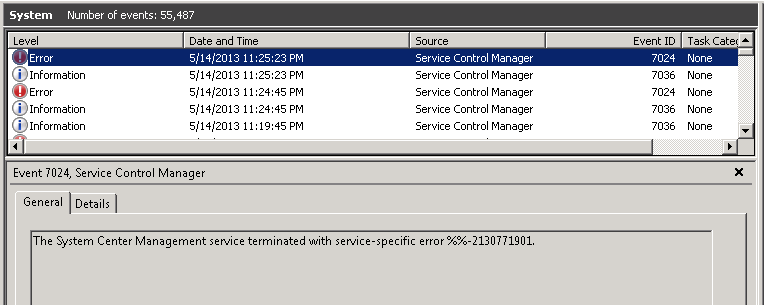 System Number of events: 55,487
Level Date and Time Source Event ID Task Categ
Error 5/14/2013 11:25:23 PM Service Control Manager 7024 None
Information 5/14/2013 11:25:23 PM Service Control Manager 7036 None
Error 5/14/2013 11:24:45 PM Service Control Manager 7024 None
Information 5/14/2013 11:24:45 PM Service Control Manager 7036 None
Information 5/14/2013 11:19:45 PM Service Control Manager 7036 None
Event 7024, Service Control Manager
General Details
The System Center Management service terminated with service-specific error %%-2130771901.